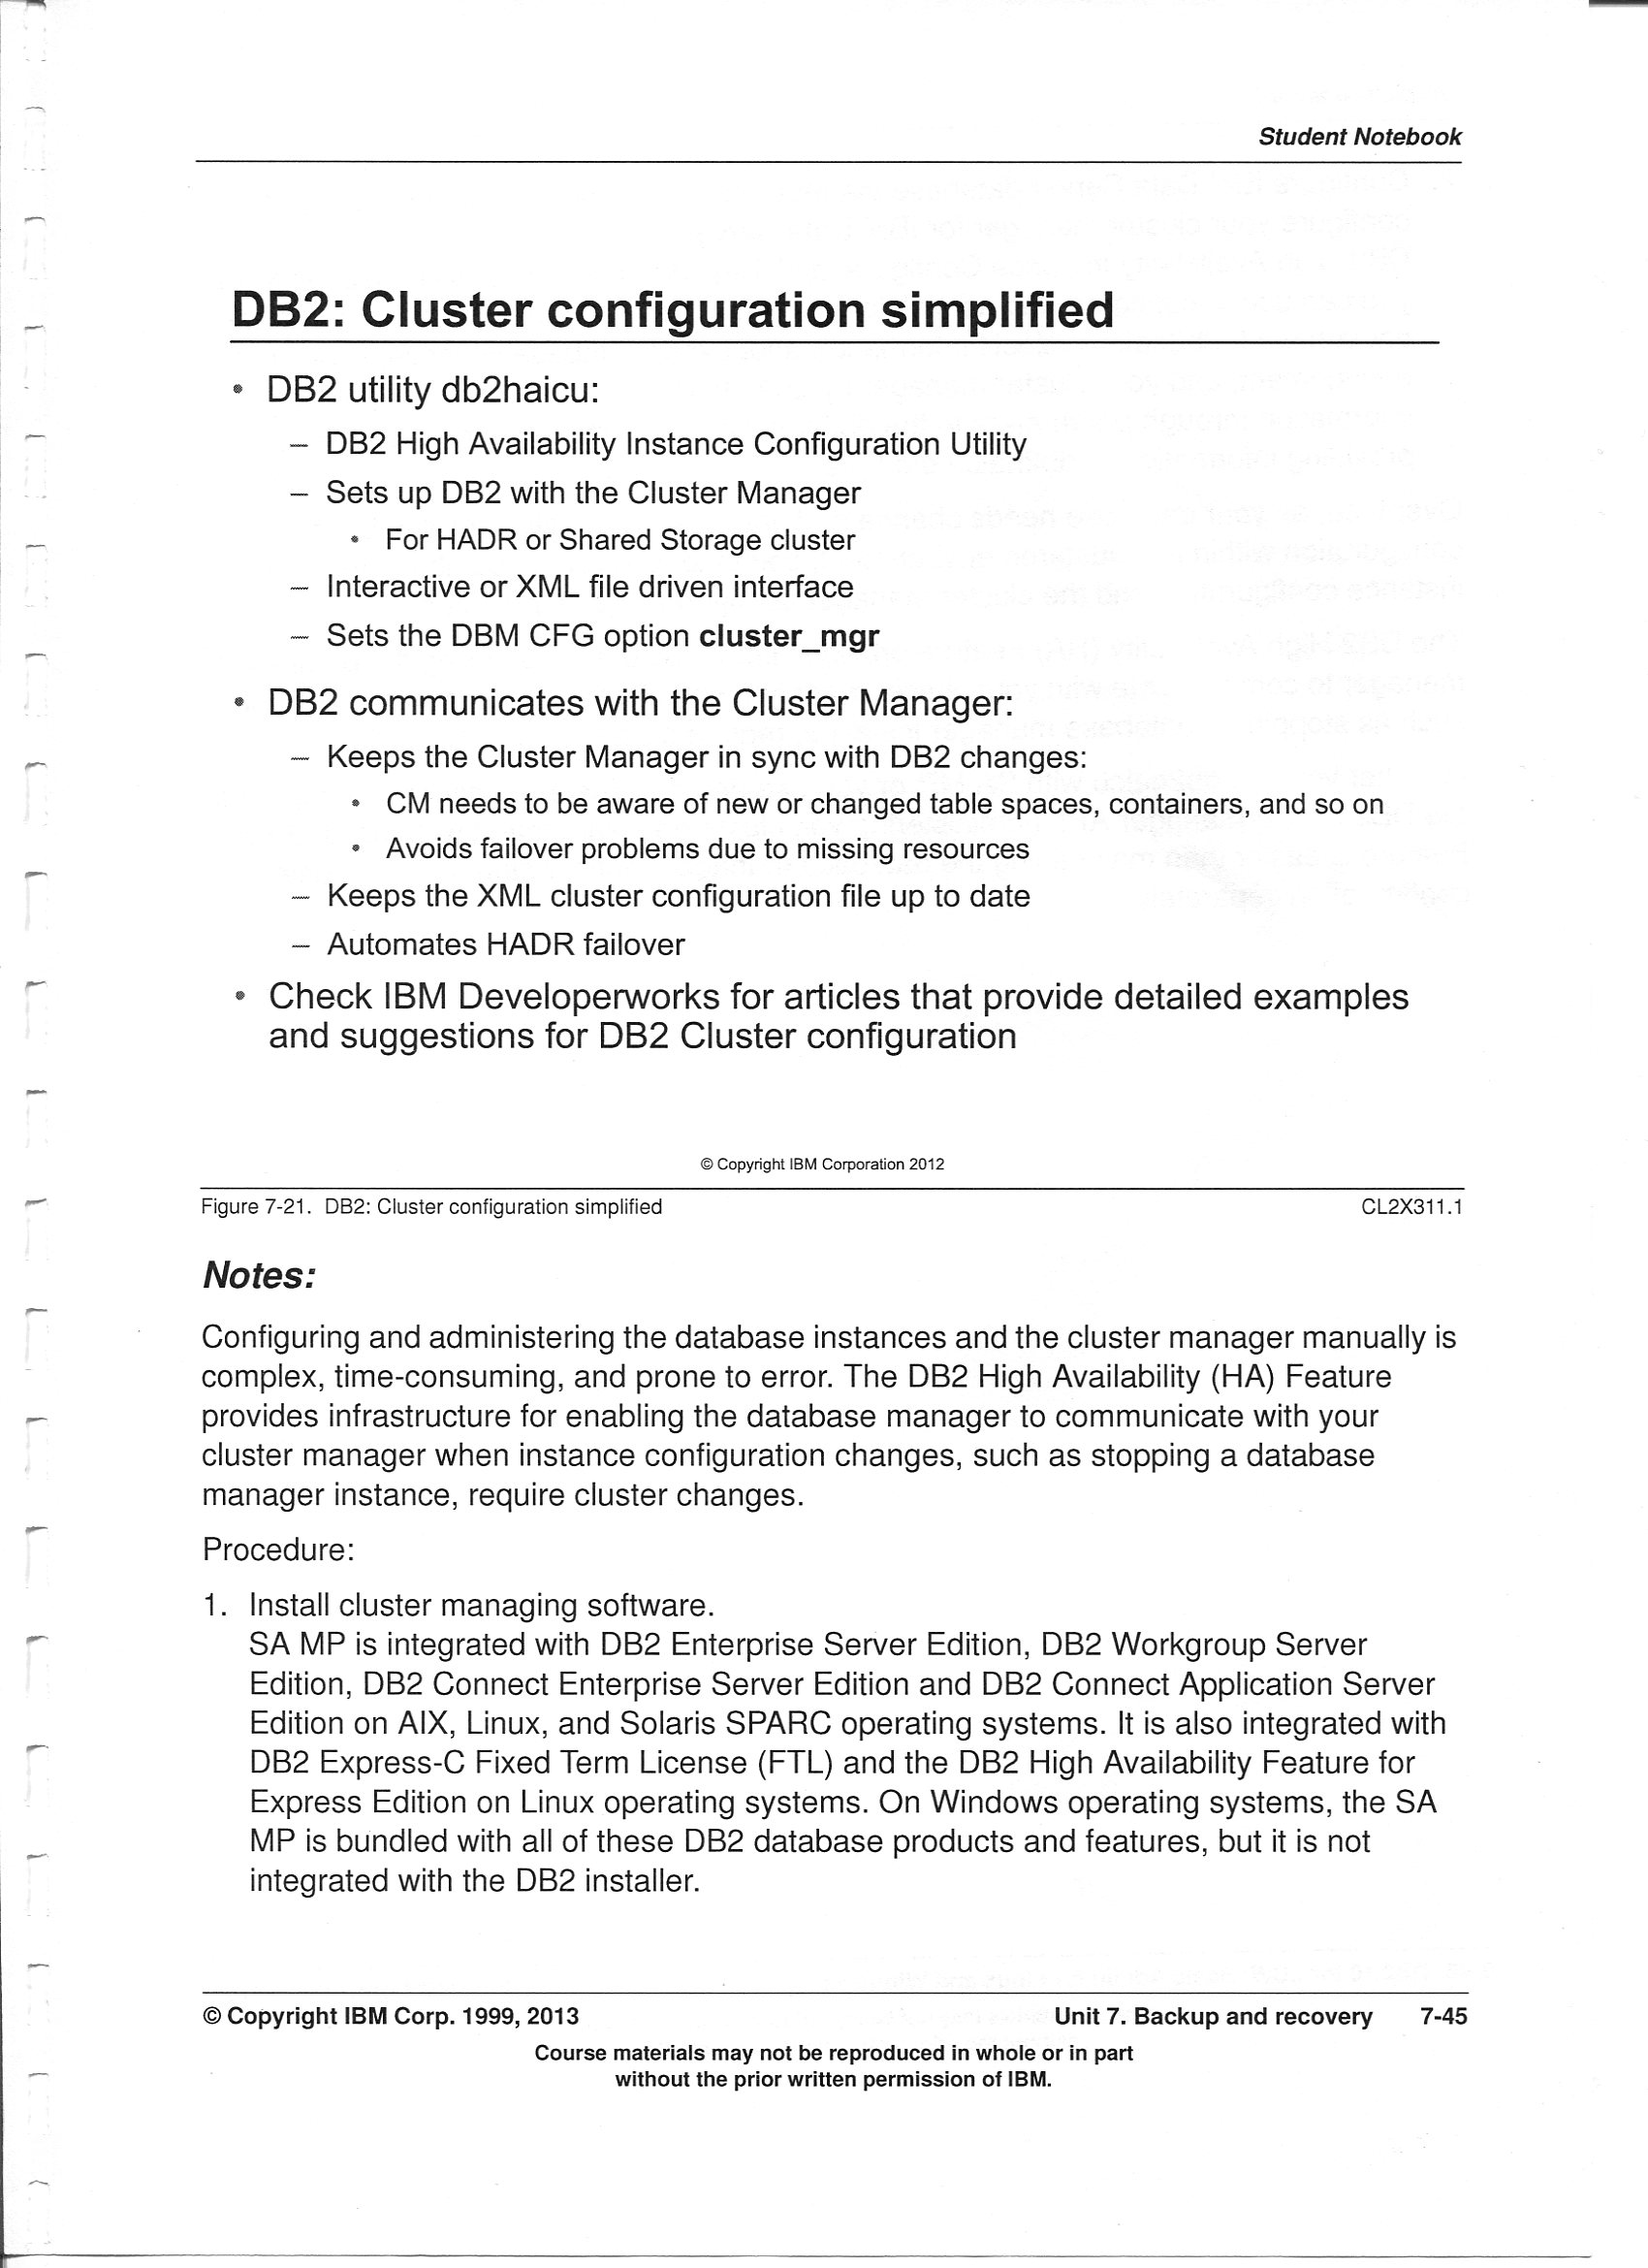 Student Notebook
DB2: Cluster configuration simplified
• DB2 utility db2haicu:
– DB2 High Availability Instance Configuration Utility
– Sets up DB2 with the Cluster Manager
• For HADR or Shared Storage cluster
– Interactive or XML file driven interface
– Sets the DBM CFG option cluster_mgr
• DB2 communicates with the Cluster Manager:
– Keeps the Cluster Manager in sync with DB2 changes:
• CM needs to be aware of new or changed table spaces, containers, and so on
• Avoids failover problems due to missing resources
– Keeps the XML cluster configuration file up to date
– Automates HADR failover
• Check IBM Developerworks for articles that provide detailed examples
and suggestions for DB2 Cluster configuration
© Copyright IBM Corporation 2012
Figure 7-21. DB2: Cluster configuration simplified CL2X311.1
Notes:
Configuring and administering the database instances and the cluster manager manually is
complex, time-consuming, and prone to error. The DB2 High Availability (HA) Feature
provides infrastructure for enabling the database manager to communicate with your
cluster manager when instance configuration changes, such as stopping a database
manager instance, require cluster changes.
Procedure:
1. Install cluster managing software.
SA MP is integrated with DB2 Enterprise Server Edition, DB2 Workgroup Server
Edition, DB2 Connect Enterprise Server Edition and DB2 Connect Application Server
Edition on AIX, Linux, and Solaris SPARC operating systems. It is also integrated with
DB2 Express-C Fixed Term License (FTL) and the DB2 High Availability Feature for
Express Edition on Linux operating systems. On Windows operating systems, the SA
MP is bundled with all of these DB2 database products and features, but it is not
integrated with the DB2 installer.
© Copyright IBM Corp. 1999, 2013 Unit 7. Backup and recovery 7-45
Course materials may not be reproduced in whole or in part
without the prior written permission of IBM.